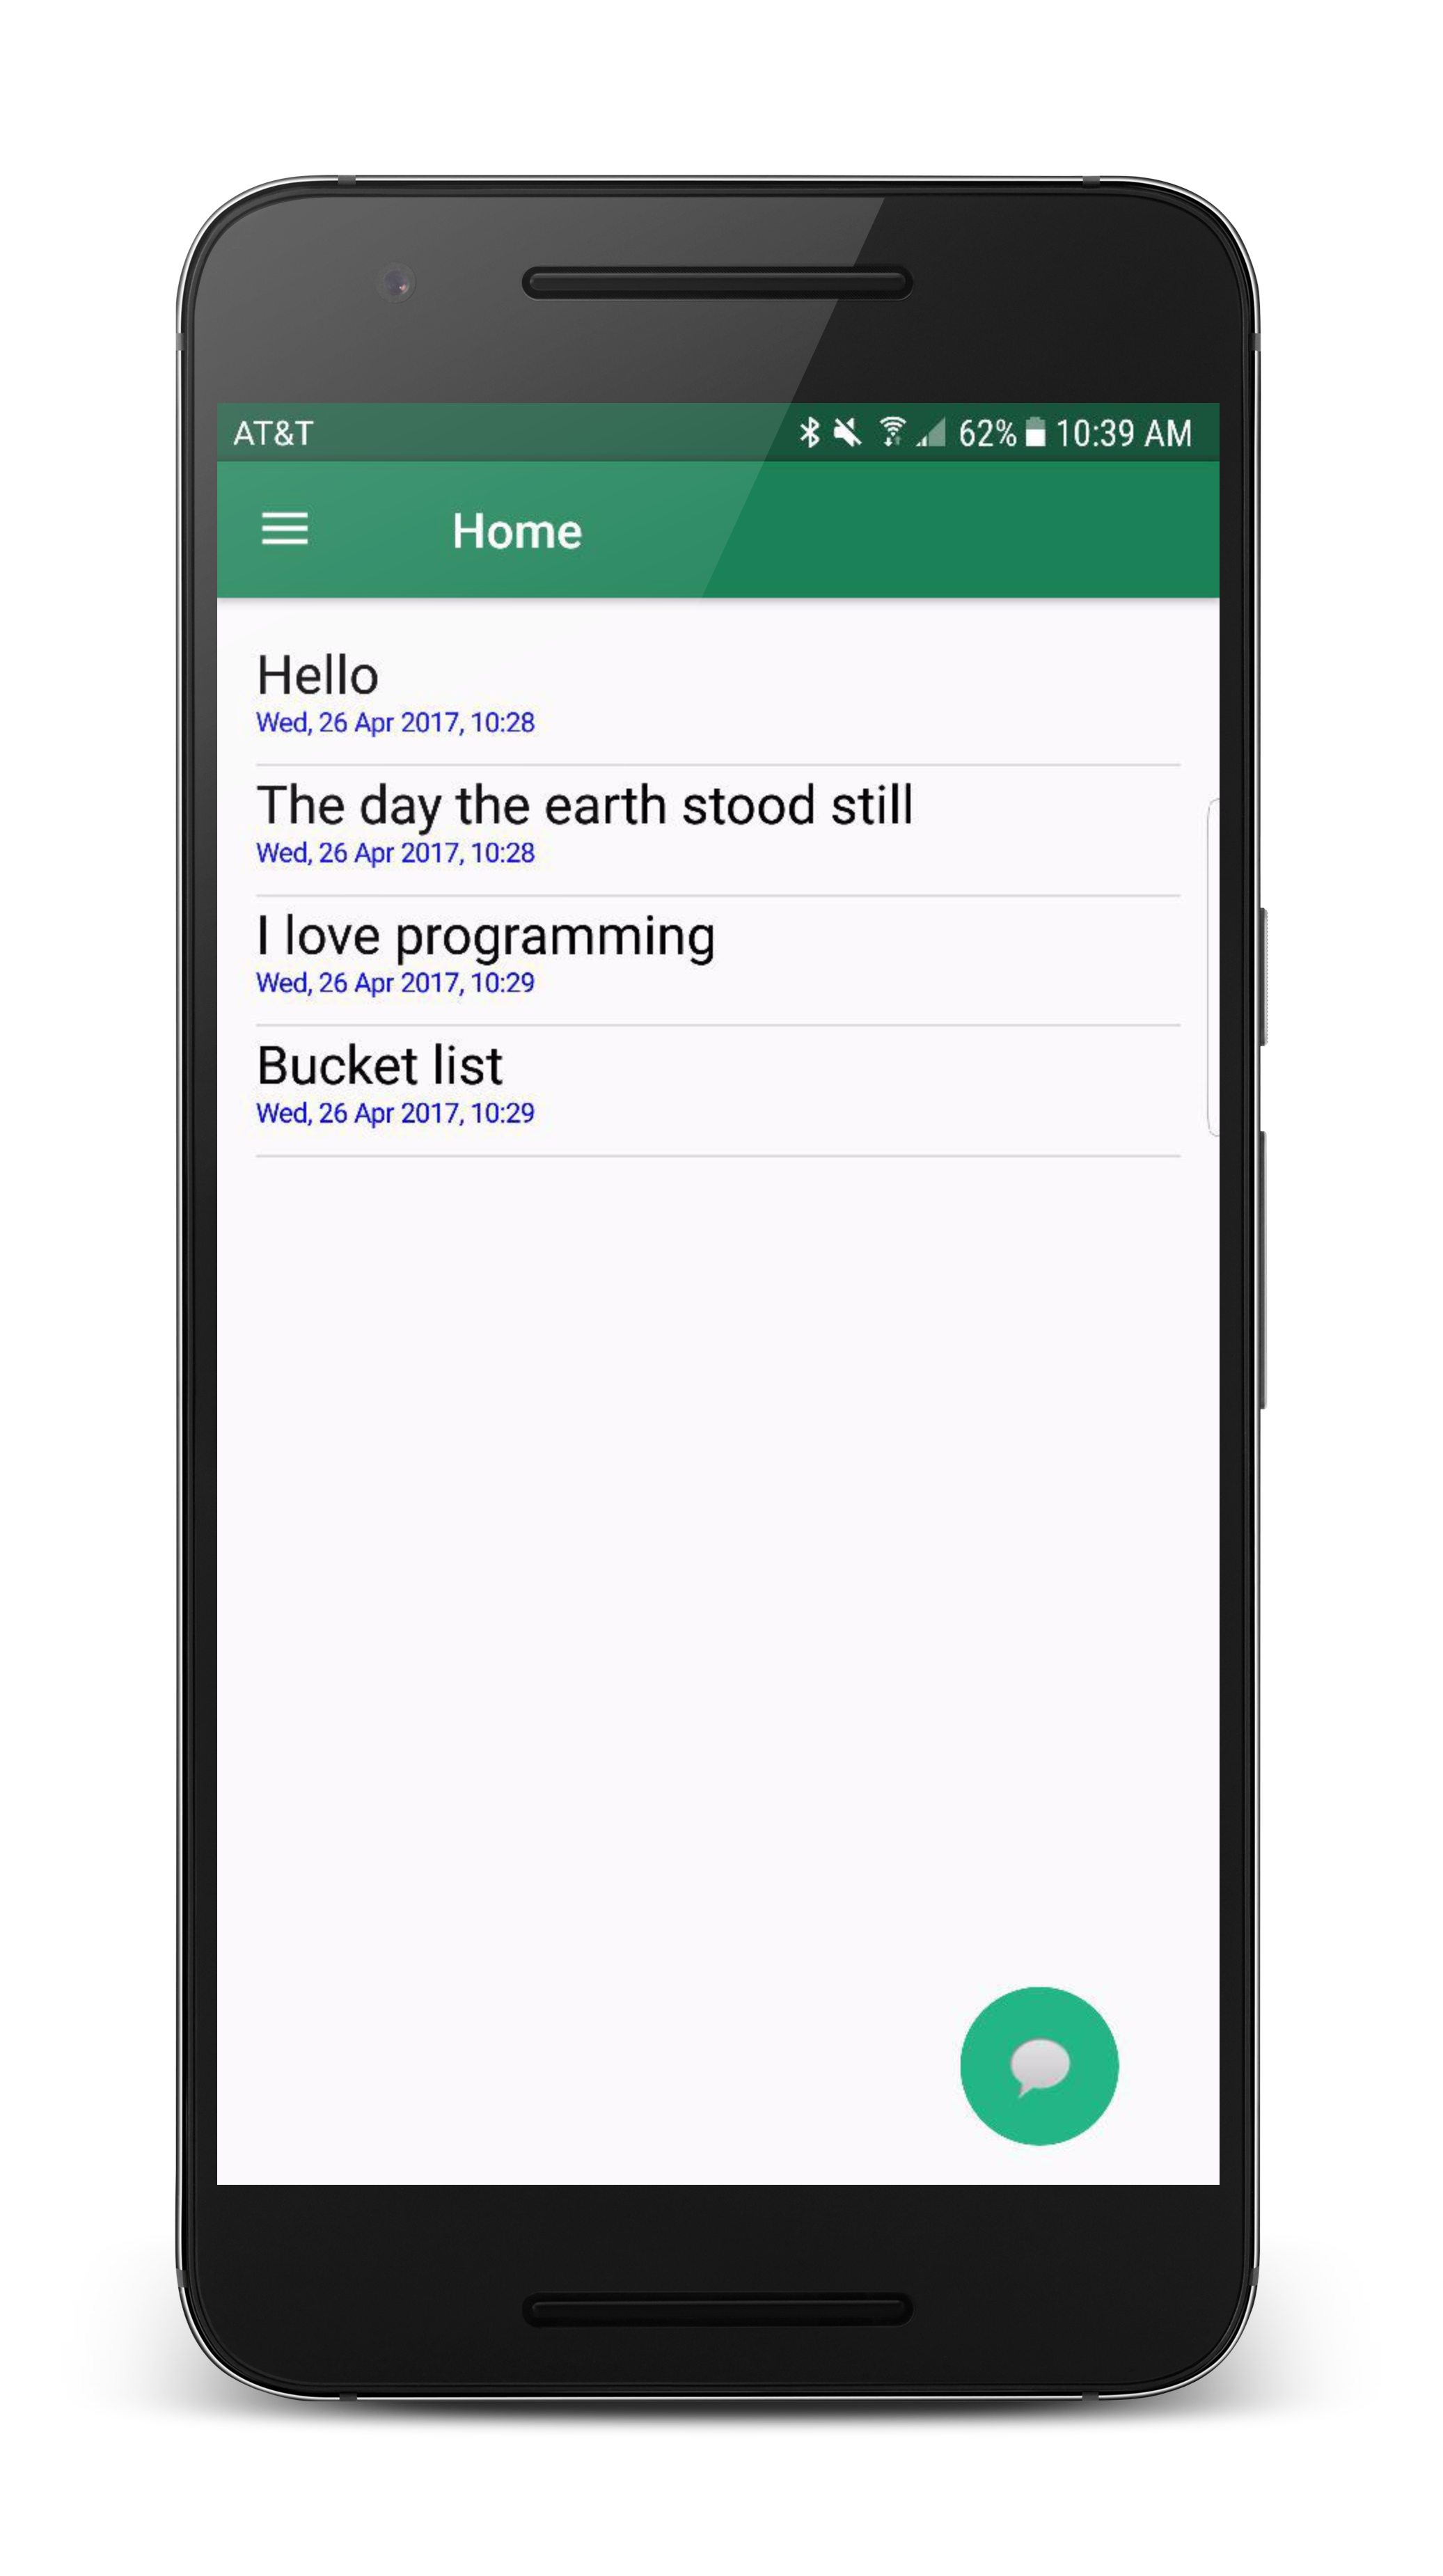 AT&T 62% 10:39 AM
Home
Hello
Wed, 26 Apr 2017, 10:28
The day the earth stood still
Wed, 26 Apr 2017, 10:28
I love programming
Wed, 26 Apr 2017, 10:29
Bucket list
Wed, 26 Apr 2017, 10:29